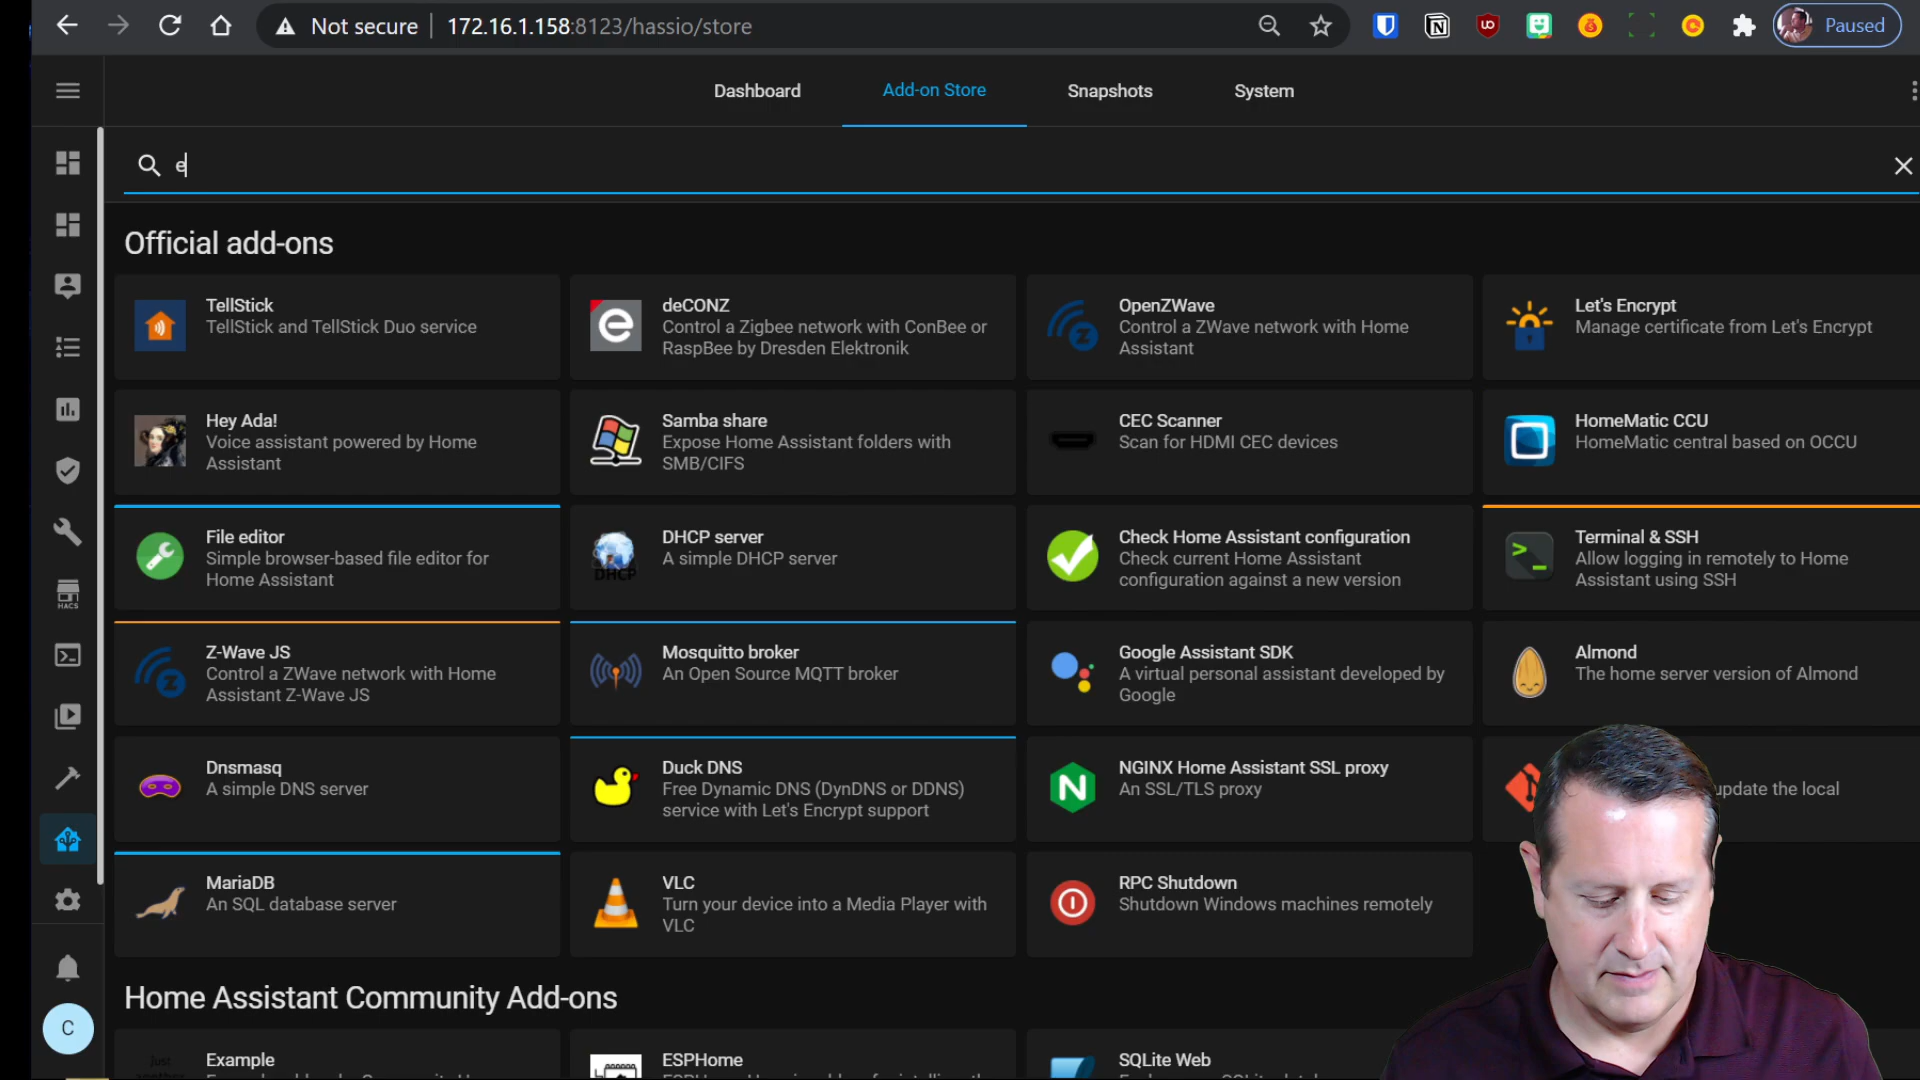 Not secure 172.16.1.158:8123/hassio/store
Paused
Dashboard Add-on Store Snapshots System
e
Official add-ons
TellStick
TellStick and TellStick Duo service
deCONZ
Control a Zigbee network with ConBee or
RaspBee by Dresden Elektronik
OpenZWave
Control a ZWave network with Home
Assistant
Let's Encrypt
Manage certificate from Let's Encrypt
Hey Ada!
Voice assistant powered by Home
Assistant
Samba share
Expose Home Assistant folders with
SMB/CIFS
CEC Scanner
Scan for HDMI CEC devices
HomeMatic CCU
HomeMatic central based on OCCU
File editor
Simple browser-based file editor for
Home Assistant
DHCP
DHCP server
A simple DHCP server
Check Home Assistant configuration
Check current Home Assistant
configuration against a new version
Terminal & SSH
Allow logging in remotely to Home
Assistant using SSH
HACS
Z-Wave JS
Control a ZWave network with Home
Assistant Z-Wave JS
Mosquitto broker
An Open Source MQTT broker
Google Assistant SDK
A virtual personal assistant developed by
Google
Almond
The home server version of Almond
Dnsmasq
A simple DNS server
Duck DNS
Free Dynamic DNS (DynDNS or DDNS)
service with Let's Encrypt support
N
NGINX Home Assistant SSL proxy
An SSL/TLS proxy
update the local
MariaDB
An SQL database server
VLC
Turn your device into a Media Player with
VLC
RPC Shutdown
Shutdown Windows machines remotely
Home Assistant Community Add-ons
C
Just
Example
ESPHome
SQLite Web